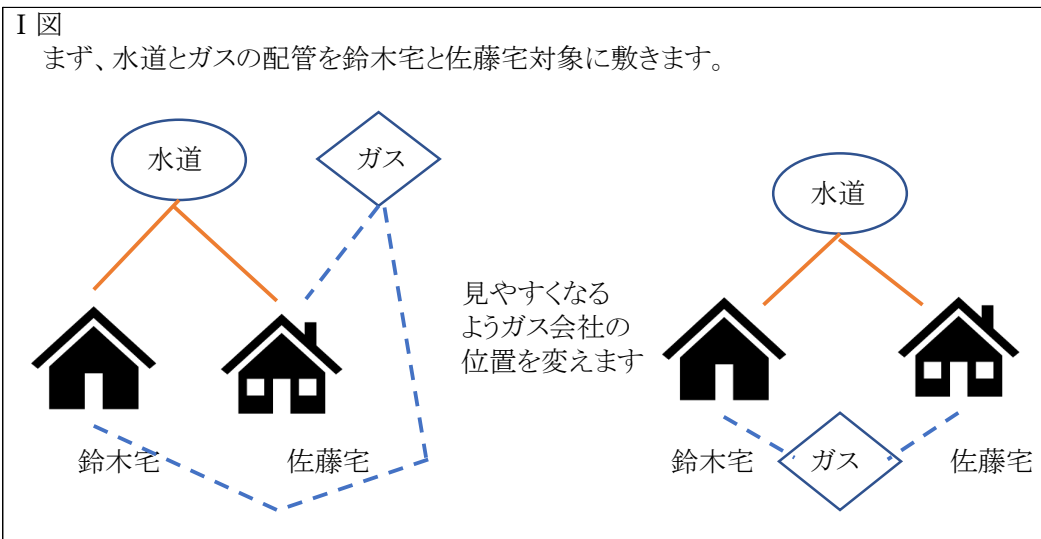 Ⅰ図
まず、水道とガスの配管を鈴木宅と佐藤宅対象に敷きます。
水道
ガス
鈴木宅
佐藤宅
見やすくなる
ようガス会社の
位置を変えます
水道
鈴木宅
ガス
佐藤宅